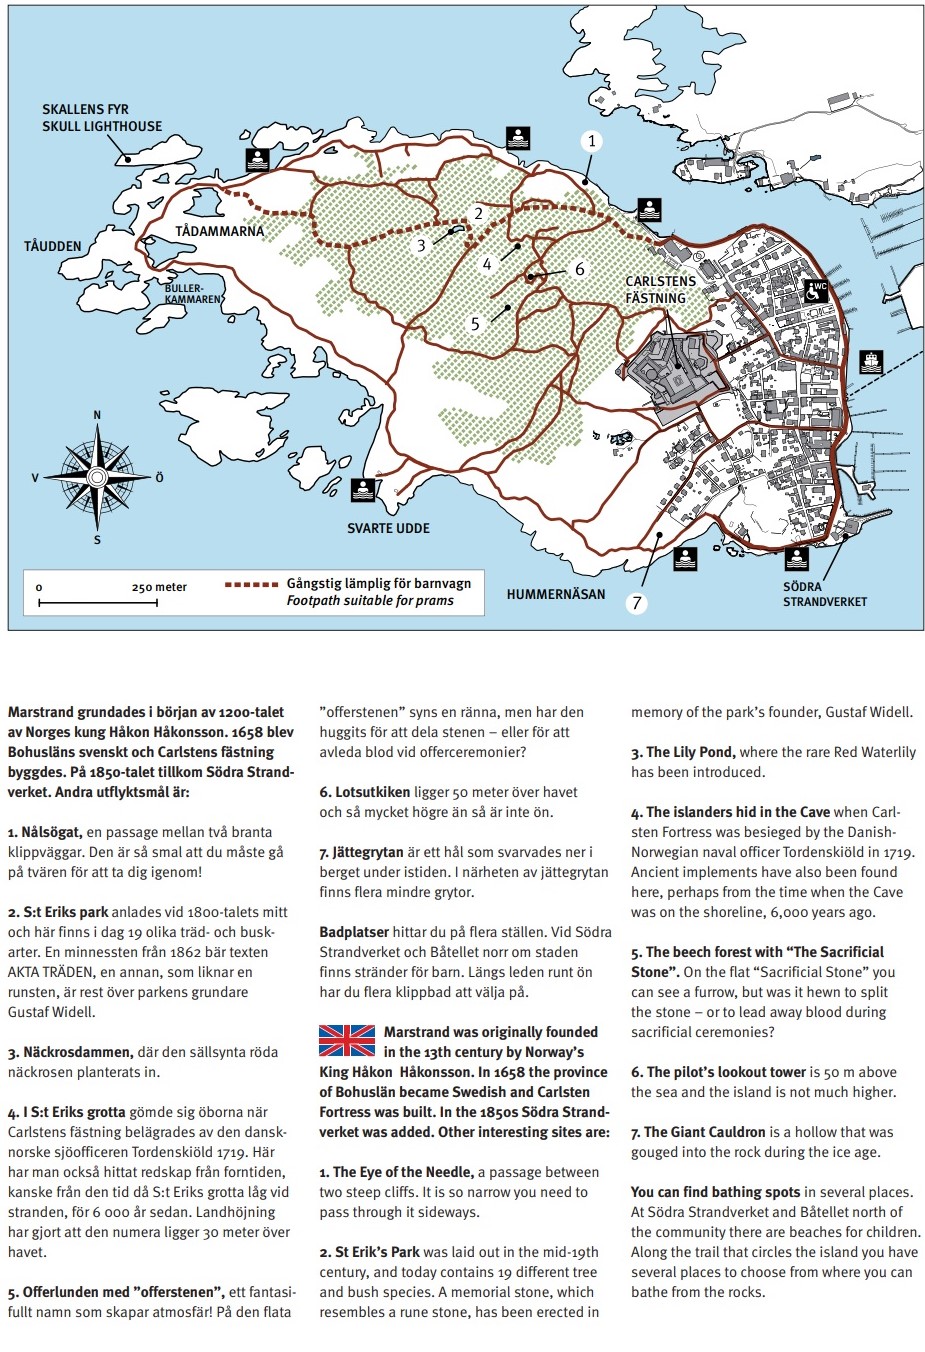 SKALLENS FYR
SKULL LIGHTHOUSE
1
2
TÅDAMMARNA
3
TÅUDDEN
4
6
WC
CARLSTENS
FÄSTNING
BULLER-
KAMMAREN
5
N
V
Ö
S
SVARTE UDDE
0
250 meter
Gångstig lämplig för barnvagn
Footpath suitable for prams
HUMMERNÄSAN
7
SÖDRA
STRANDVERKET
Marstrand grundades i början av 1200-talet
av Norges kung Håkon Håkonsson. 1658 blev
Bohusläns svenskt och Carlstens fästning
byggdes. På 1850-talet tillkom Södra Strand-
verket. Andra utflyktsmål är:
1. Nålsögat, en passage mellan två branta
klippväggar. Den är så smal att du måste gå
på tvären för att ta dig igenom!
2. S:t Eriks park anlades vid 1800-talets mitt
och här finns i dag 19 olika träd- och busk-
arter. En minnessten från 1862 bär texten
AKTA TRÄDEN, en annan, som liknar en
runsten, är rest över parkens grundare
Gustaf Widell.
3. Näckrosdammen, där den sällsynta röda
näckrosen planterats in.
4. I S:t Eriks grotta gömde sig öborna när
Carlstens fästning belägrades av den dansk-
norske sjöofficeren Tordenskiöld 1719. Här
har man också hittat redskap från forntiden,
kanske från den tid då S:t Eriks grotta låg vid
stranden, för 6 000 år sedan. Landhöjning
har gjort att den numera ligger 30 meter över
havet.
5. Offerlunden med ”offerstenen”, ett fantasi-
fullt namn som skapar atmosfär! På den flata
”offerstenen” syns en ränna, men har den
huggits för att dela stenen – eller för att
avleda blod vid offerceremonier?
6. Lotsutkiken ligger 50 meter över havet
och så mycket högre än så är inte ön.
7. Jättegrytan är ett hål som svarvades ner i
berget under istiden. I närheten av jättegrytan
finns flera mindre grytor.
Badplatser hittar du på flera ställen. Vid Södra
Strandverket och Båtellet norr om staden
finns stränder för barn. Längs leden runt ön
har du flera klippbad att välja på.
Marstrand was originally founded
in the 13th century by Norway’s
King Håkon Håkonsson. In 1658 the province
of Bohuslän became Swedish and Carlsten
Fortress was built. In the 1850s Södra Strand-
verket was added. Other interesting sites are:
1. The Eye of the Needle, a passage between
two steep cliffs. It is so narrow you need to
pass through it sideways.
2. St Erik’s Park was laid out in the mid-19th
century, and today contains 19 different tree
and bush species. A memorial stone, which
resembles a rune stone, has been erected in
memory of the park’s founder, Gustaf Widell.
3. The Lily Pond, where the rare Red Waterlily
has been introduced.
4. The islanders hid in the Cave when Carl-
sten Fortress was besieged by the Danish-
Norwegian naval officer Tordenskiöld in 1719.
Ancient implements have also been found
here, perhaps from the time when the Cave
was on the shoreline, 6,000 years ago.
5. The beech forest with “The Sacrificial
Stone”. On the flat “Sacrificial Stone” you
can see a furrow, but was it hewn to split
the stone – or to lead away blood during
sacrificial ceremonies?
6. The pilot’s lookout tower is 50 m above
the sea and the island is not much higher.
7. The Giant Cauldron is a hollow that was
gouged into the rock during the ice age.
You can find bathing spots in several places.
At Södra Strandverket and Båtellet north of
the community there are beaches for children.
Along the trail that circles the island you have
several places to choose from where you can
bathe from the rocks.